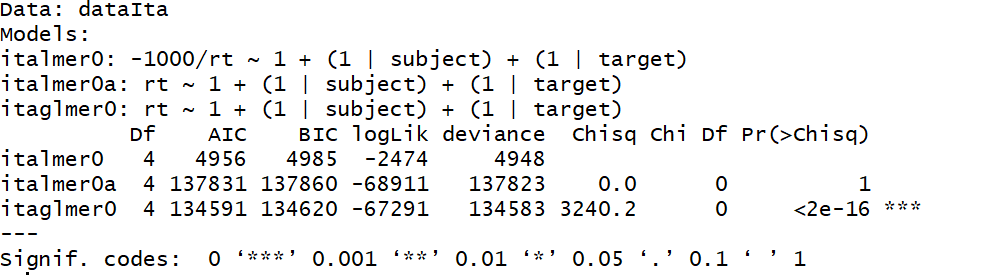 Data: dataIta
Models:
italmer0: -1000/rt ~ 1 + (1 | subject) + (1 | target)
italmer0a: rt ~ 1 + (1 | subject) + (1 | target)
itaglmer0: rt ~ 1 + (1 | subject) + (1 | target)
          Df    AIC    BIC logLik deviance  Chisq Chi Df Pr(>Chisq)
italmer0   4   4956   4985  -2474     4948
italmer0a  4 137831 137860 -68911   137823    0.0      0          1
itaglmer0  4 134591 134620 -67291   134583 3240.2      0     <2e-16 ***
---
Signif. codes:  0 ‘***’ 0.001 ‘**’ 0.01 ‘*’ 0.05 ‘.’ 0.1 ‘ ’ 1